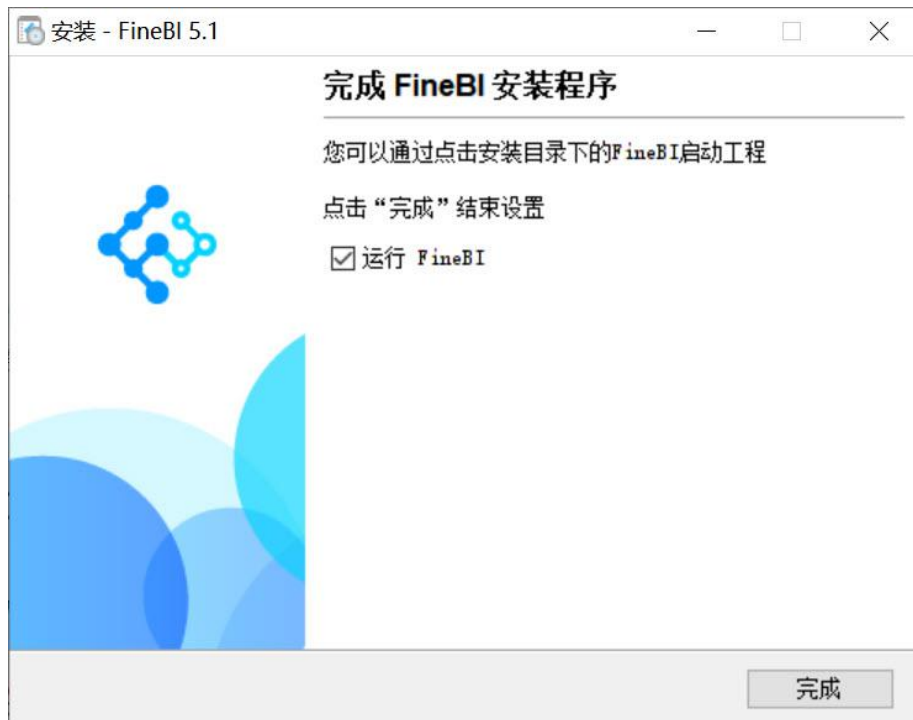 安装 - FineBI 5.1
完成 FineBI 安装程序
您可以通过点击安装目录下的FineBI启动工程
点击“完成”结束设置
运行 FineBI
完成